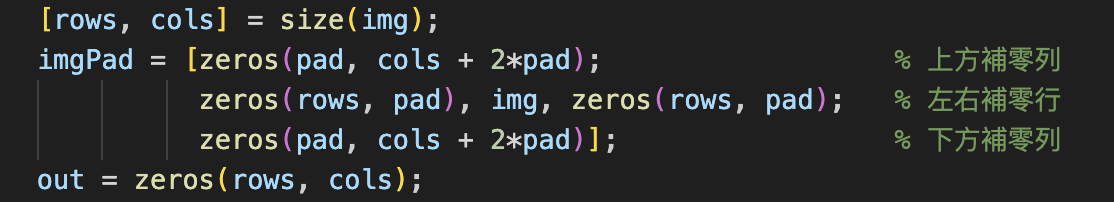 [rows, cols] = size(img);
imgPad = [zeros(pad, cols + 2*pad); % 上方補零列
zeros(rows, pad), img, zeros(rows, pad); % 左右補零行
zeros(pad, cols + 2*pad)]; % 下方補零列
out = zeros(rows, cols);